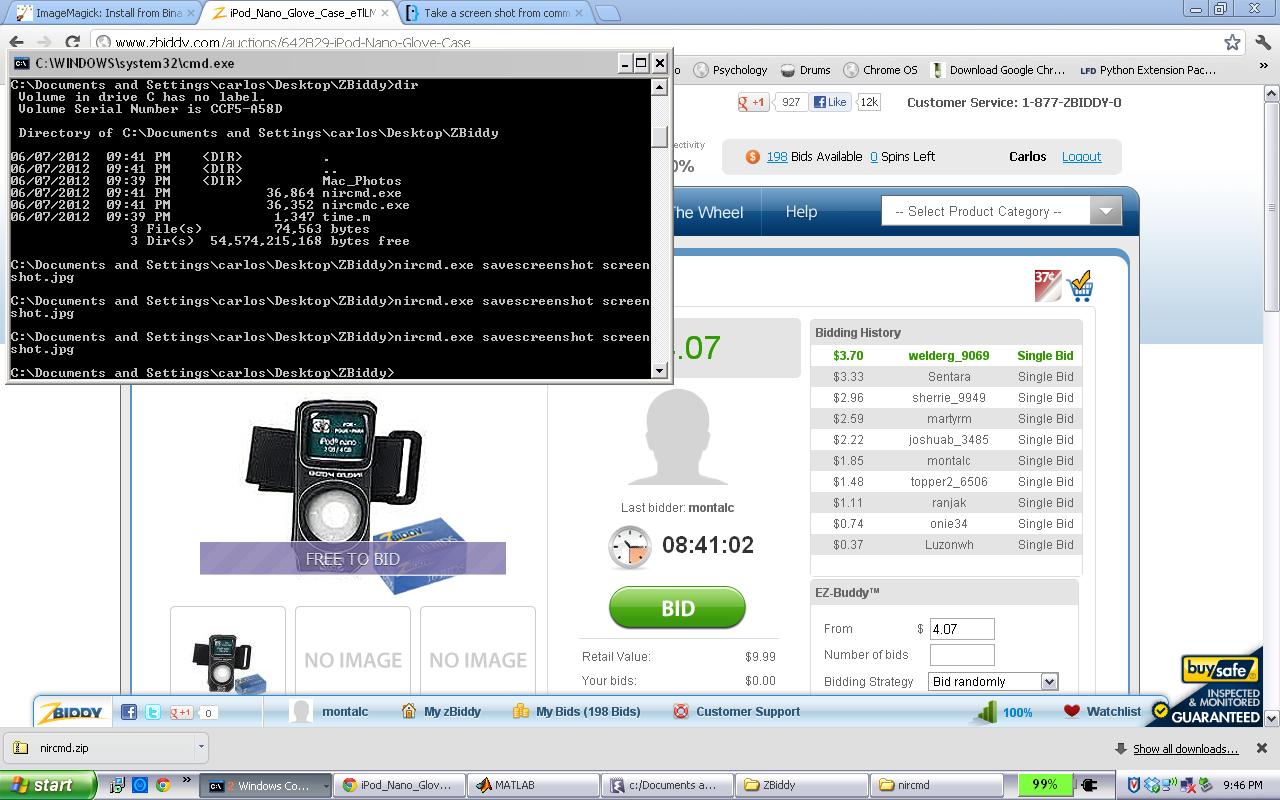 ImageMagick: Install from Bina
iPod_Nano_Glove_Case_eTILM
Take a screen shot from comm
www.zbiddy.com/auctions/642829-iPod-Nano-Glove-Case
C:\WINDOWS\system32\cmd.exe
Psychology
Drums
Chrome OS
Download Google Chr...
LFD Python Extension Pac...
C:\Documents and Settings\carlos\Desktop\ZBiddy>dir
Volume in drive C has no label.
Volume Serial Number is CCF5-A58D
Directory of C:\Documents and Settings\carlos\Desktop\ZBiddy
06/07/2012 09:41 PM <DIR> .
06/07/2012 09:41 PM <DIR> ..
06/07/2012 09:39 PM <DIR> Mac_Photos
06/07/2012 09:41 PM 36,864 nircmd.exe
06/07/2012 09:41 PM 36,352 nircmdc.exe
06/07/2012 09:39 PM 1,347 time.m
3 File(s) 74,563 bytes
3 Dir(s) 54,574,215,168 bytes free
C:\Documents and Settings\carlos\Desktop\ZBiddy>nircmd.exe savescreenshot screen
shot.jpg
C:\Documents and Settings\carlos\Desktop\ZBiddy>nircmd.exe savescreenshot screen
shot.jpg
C:\Documents and Settings\carlos\Desktop\ZBiddy>nircmd.exe savescreenshot screen
shot.jpg
C:\Documents and Settings\carlos\Desktop\ZBiddy>
g +1 927 Like 12k
Customer Service: 1-877-ZBIDDY-0
ectivity
0%
198 Bids Available 0 Spins Left
Carlos Logout
The Wheel
Help
-- Select Product Category --
37¢
.07
Bidding History
$3.70 welderg_9069 Single Bid
$3.33 Sentara Single Bid
$2.96 sherrie_9949 Single Bid
$2.59 martyrm Single Bid
$2.22 joshuab_3485 Single Bid
$1.85 montalc Single Bid
$1.48 topper2_6506 Single Bid
$1.11 ranjak Single Bid
$0.74 onie34 Single Bid
$0.37 Luzonwh Single Bid
iPod nano
ZBIDDY
FREE TO BID
NO IMAGE
NO IMAGE
Last bidder: montalc
08:41:02
BID
Retail Value: $9.99
Your bids: $0.00
EZ-Buddy™
From $ 4.07
Number of bids
Bidding Strategy Bid randomly
buySAFE
INSPECTED
& MONITORED
GUARANTEED
ZBIDDY
g +1 0
montalc
My zBiddy
My Bids (198 Bids)
Customer Support
100%
Watchlist
nircmd.zip
Show all downloads...
start
2 Windows Co...
iPod_Nano_Glov...
MATLAB
c:/Documents a...
ZBiddy
nircmd
99%
9:46 PM